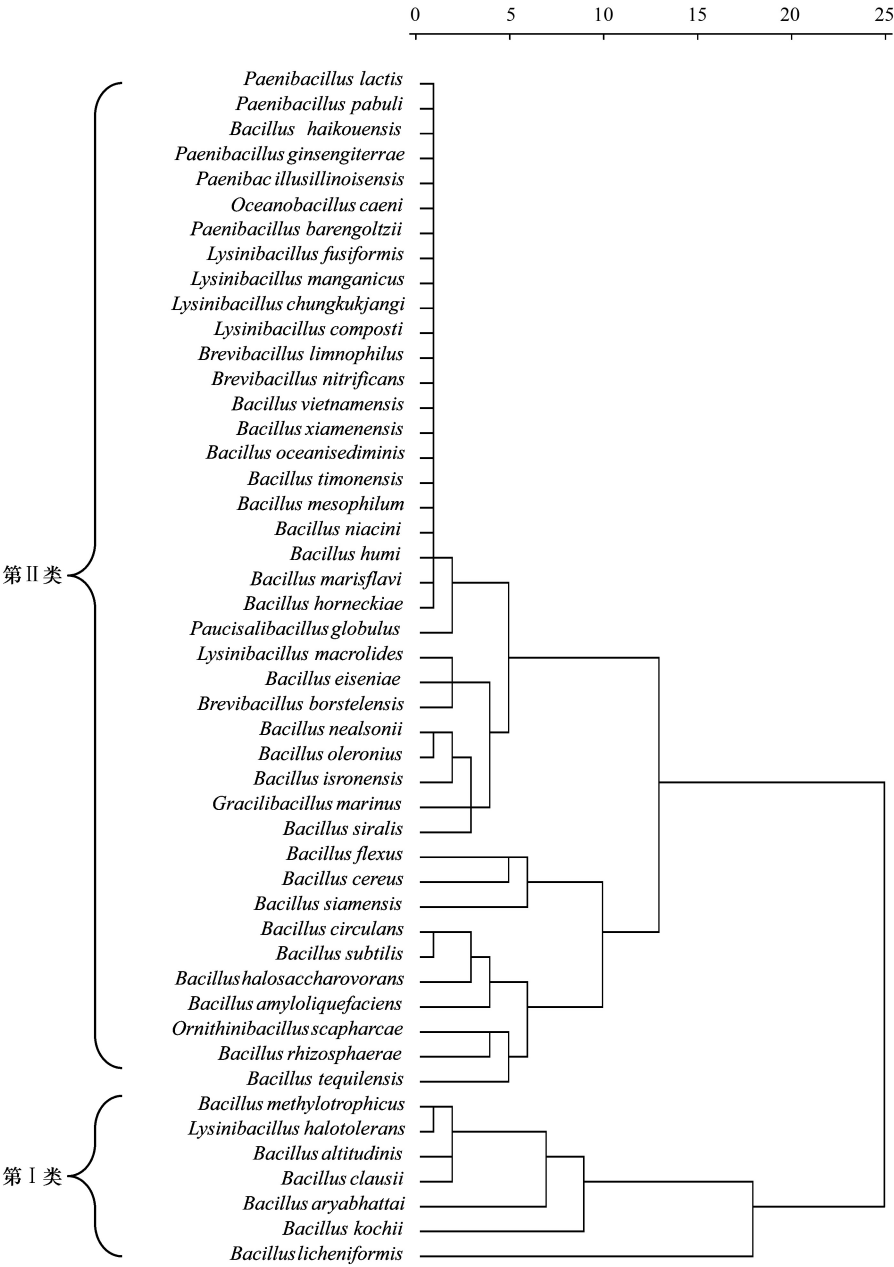 0 5 10 15 20 25
Paenibacillus lactis
Paenibacillus pabuli
Bacillus haikouensis
Paenibacillus ginsengiterrae
Paenibac illusillinoisensis
Oceanobacillus caeni
Paenibacillus barengoltzii
Lysinibacillus fusiformis
Lysinibacillus manganicus
Lysinibacillus chungkukjangi
Lysinibacillus composti
Brevibacillus limnophilus
Brevibacillus nitrificans
Bacillus vietnamensis
Bacillus xiamenensis
Bacillus oceanisediminis
Bacillus timonensis
Bacillus mesophilum
Bacillus niacini
Bacillus humi
第Ⅱ类
Bacillus marisflavi
Bacillus horneckiae
Paucisalibacillus globulus
Lysinibacillus macrolides
Bacillus eiseniae
Brevibacillus borstelensis
Bacillus nealsonii
Bacillus oleronius
Bacillus isronensis
Gracilibacillus marinus
Bacillus siralis
Bacillus flexus
Bacillus cereus
Bacillus siamensis
Bacillus circulans
Bacillus subtilis
Bacillus halosaccharovorans
Bacillus amyloliquefaciens
Ornithinibacillus scapharcae
Bacillus rhizosphaerae
Bacillus tequilensis
Bacillus methylotrophicus
Lysinibacillus halotolerans
Bacillus altitudinis
第Ⅰ类
Bacillus clausii
Bacillus aryabhattai
Bacillus kochii
Bacillus licheniformis